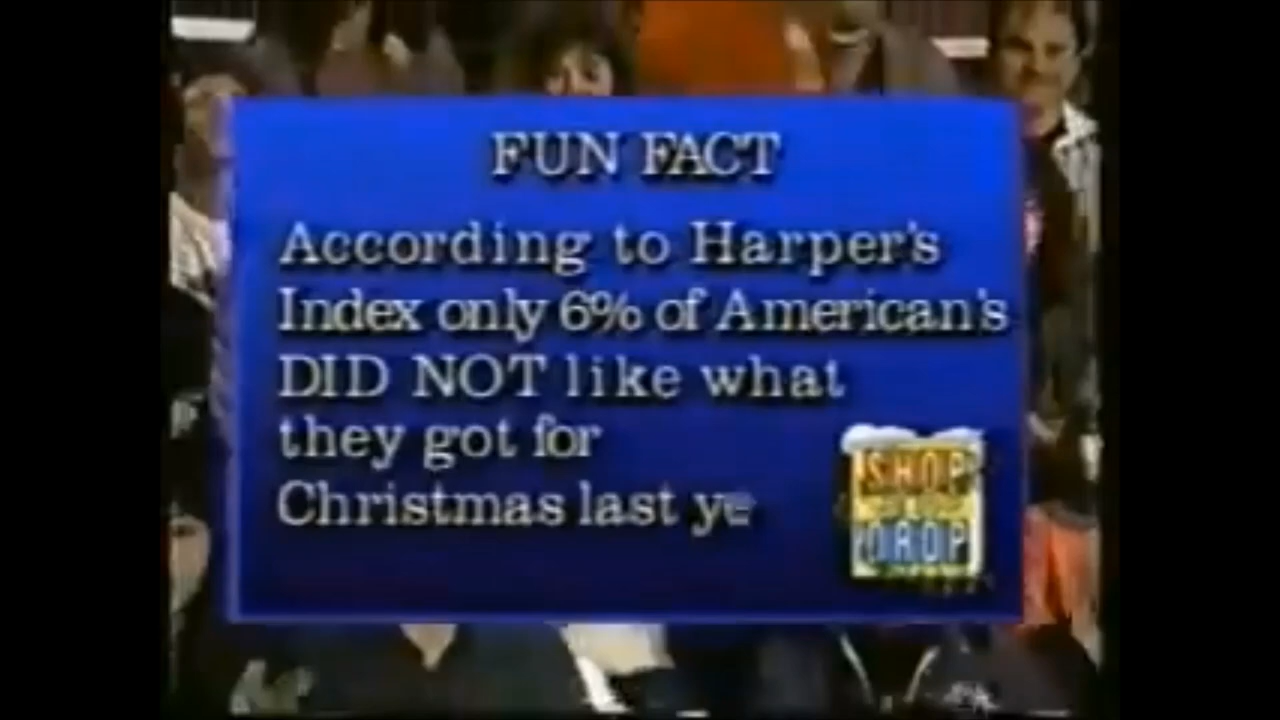 FUN FACT
According to Harper's
Index only 6% of American's
DID NOT like what
they got for
Christmas last ye
SHOP
DROP